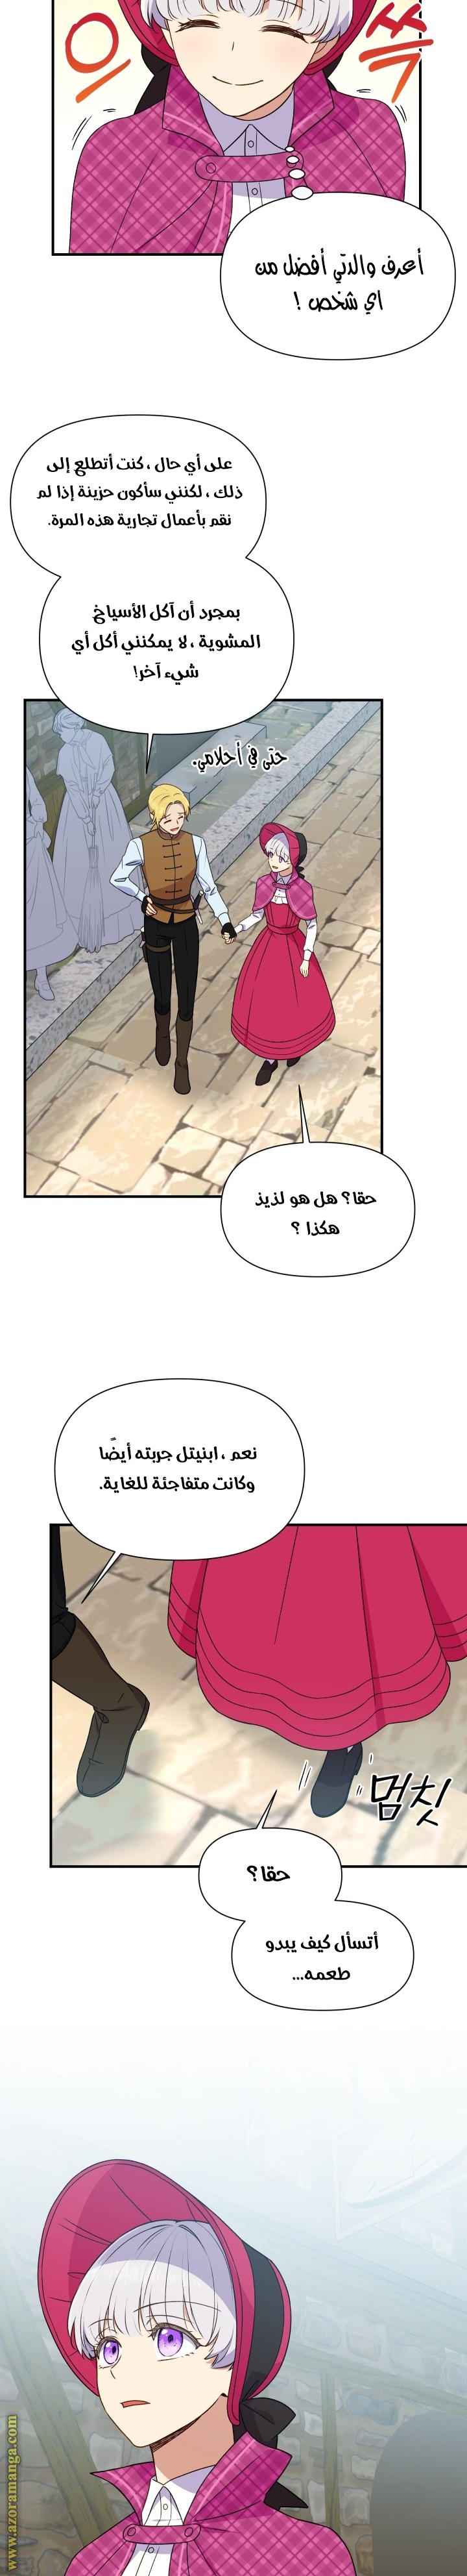 으쓱
أعرف والدتي أفضل من
اي شخص !
على أي حال ، كنت أتطلع إلى
ذلك ، لكنني سأكون حزينة إذا لم
نقم بأعمال تجارية هذه المرة.
بمجرد أن آكل الأسياخ
المشوية ، لا يمكنني أكل أي
شيء آخر!
حتى في أحلامي.
حقا؟ هل هو لذيذ
هكذا ؟
نعم ، ابنيتل جربته أيضًا
وكانت متفاجئة للغاية.
멈칫
حقا؟
أتسأل كيف يبدو
طعمه...
www.azoramanga.com